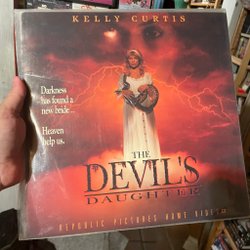 KELLY CURTIS
Darkness
has found a
new bride...
Heaven
help us.
THE
DEVIL'S
DAUGHTER
REPUBLIC PICTURES HOME VIDEO